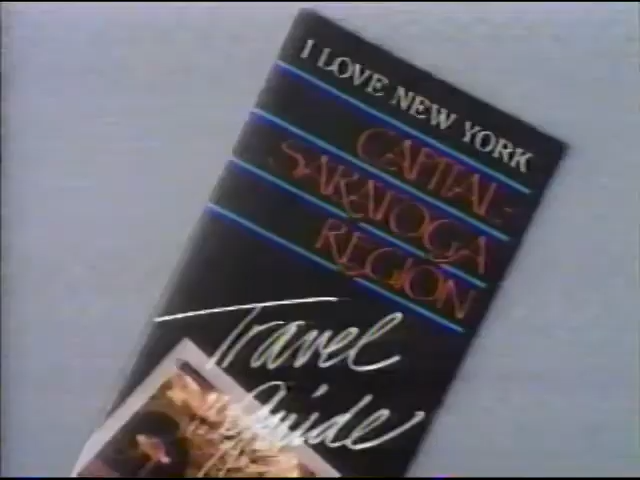 I LOVE NEW YORK
CAPITAL-
SARATOGA
REGION
Travel
Guide